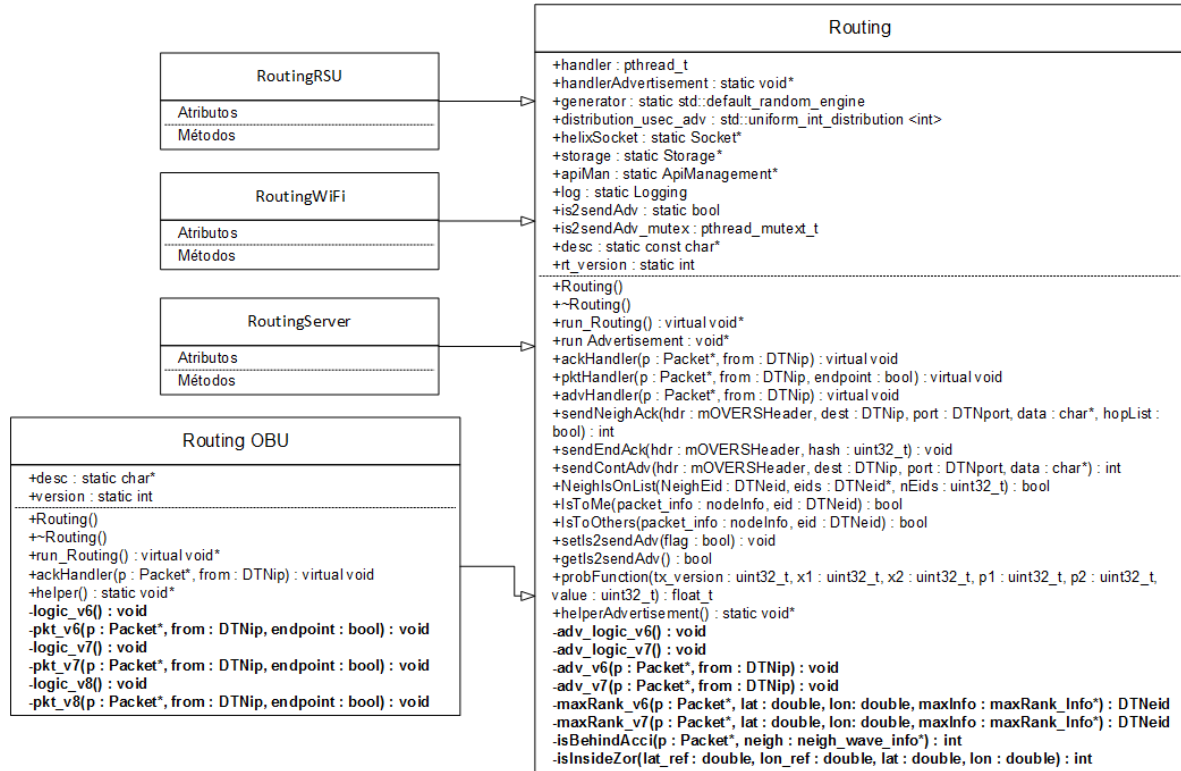 RoutingRSU
Atributos
Métodos
RoutingWiFi
Atributos
Métodos
RoutingServer
Atributos
Métodos
Routing OBU
+desc : static char*
+version : static int
+Routing()
+~Routing()
+run_Routing() : virtual void*
+ackHandler(p : Packet*, from : DTNip) : virtual void
+helper() : static void*
-logic_v6() : void
-pkt_v6(p : Packet*, from : DTNip, endpoint : bool) : void
-logic_v7() : void
-pkt_v7(p : Packet*, from : DTNip, endpoint : bool) : void
-logic_v8() : void
-pkt_v8(p : Packet*, from : DTNip, endpoint : bool) : void
Routing
+handler : pthread_t
+handlerAdvertisement : static void*
+generator : static std::default_random_engine
+distribution_usec_adv : std::uniform_int_distribution <int>
+helixSocket : static Socket*
+storage : static Storage*
+apiMan : static ApiManagement*
+log : static Logging
+is2sendAdv : static bool
+is2sendAdv_mutex : pthread_mutext_t
+desc : static const char*
+rt_version : static int
+Routing()
+~Routing()
+run_Routing() : virtual void*
+run Advertisement : void*
+ackHandler(p : Packet*, from : DTNip) : virtual void
+pktHandler(p : Packet*, from : DTNip, endpoint : bool) : virtual void
+advHandler(p : Packet*, from : DTNip) : virtual void
+sendNeighAck(hdr : mOVERSHeader, dest : DTNip, port : DTNport, data : char*, hopList :
bool) : int
+sendEndAck(hdr : mOVERSHeader, hash : uint32_t) : void
+sendContAdv(hdr : mOVERSHeader, dest : DTNip, port : DTNport, data : char*) : int
+NeighIsOnList(NeighEid : DTNeid, eids : DTNeid*, nEids : uint32_t) : bool
+IsToMe(packet_info : nodeInfo, eid : DTNeid) : bool
+IsToOthers(packet_info : nodeInfo, eid : DTNeid) : bool
+setIs2sendAdv(flag : bool) : void
+getIs2sendAdv() : bool
+probFunction(tx_version : uint32_t, x1 : uint32_t, x2 : uint32_t, p1 : uint32_t, p2 : uint32_t,
value : uint32_t) : float_t
+helperAdvertisement() : static void*
-adv_logic_v6() : void
-adv_logic_v7() : void
-adv_v6(p : Packet*, from : DTNip) : void
-adv_v7(p : Packet*, from : DTNip) : void
-maxRank_v6(p : Packet*, lat : double, lon: double, maxInfo : maxRank_Info*) : DTNeid
-maxRank_v7(p : Packet*, lat : double, lon: double, maxInfo : maxRank_Info*) : DTNeid
-isBehindAcci(p : Packet*, neigh : neigh_wave_info*) : int
-isInsideZor(lat_ref : double, lon_ref : double, lat : double, lon : double) : int